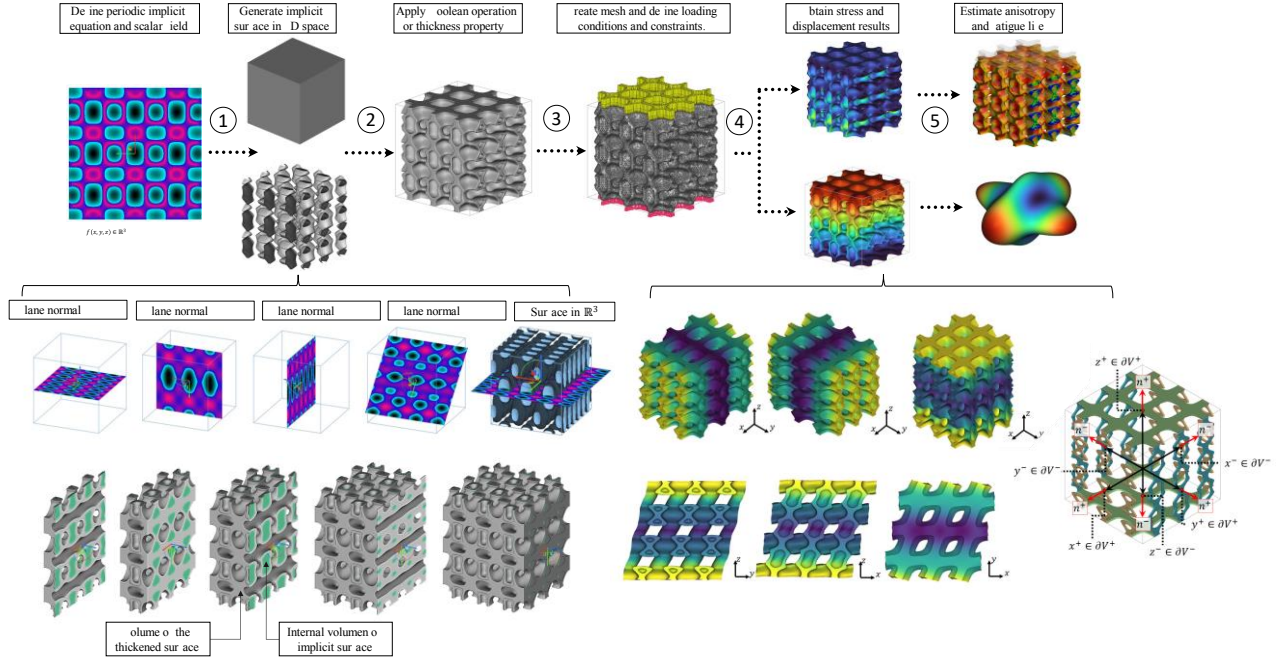 De ine periodic implicit
equation and scalar ield
Generate implicit
sur ace in D space
Apply oolean operation
or thickness property
reate mesh and de ine loading
conditions and constraints.
btain stress and
displacement results
Estimate anisotropy
and atigue li e
1
2
3
4
5
f(x, y, z) ∈ ℝ³
lane normal
lane normal
lane normal
lane normal
Sur ace in ℝ³
z
x y
z
x y
z
x y
z⁺ ∈ ∂V⁺
n⁺
n⁻
n⁻
y⁻ ∈ ∂V⁻
x⁻ ∈ ∂V⁻
n⁺
n⁻
n⁺
x⁺ ∈ ∂V⁺
y⁺ ∈ ∂V⁺
z⁻ ∈ ∂V⁻
z
y
z
x
y
x
olume o the
thickened sur ace
Internal volumen o
implicit sur ace